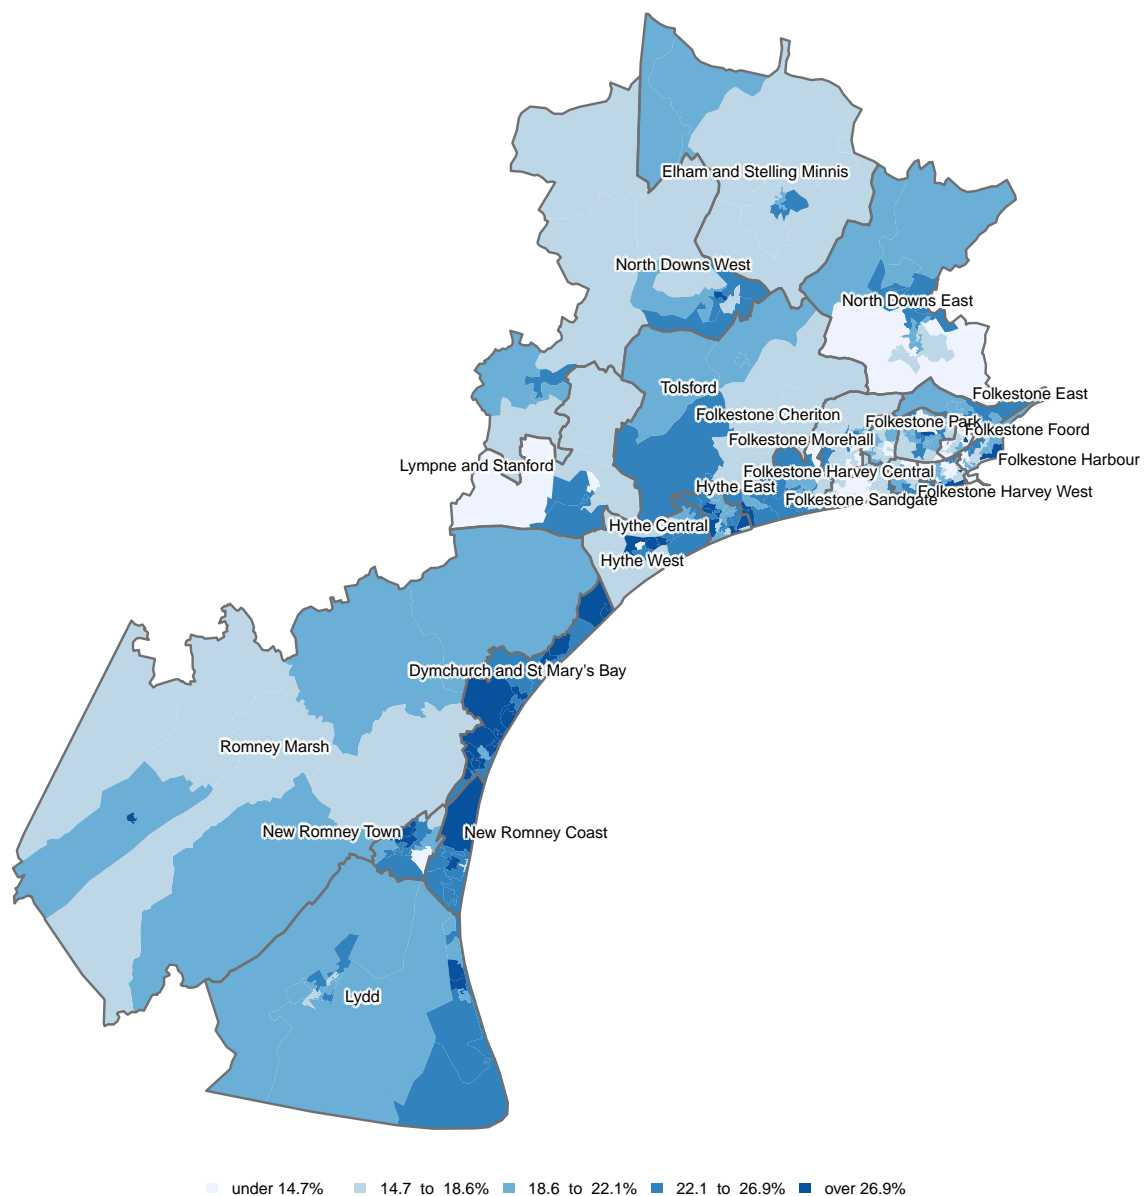 Elham and Stelling Minnis
North Downs West
North Downs East
Tolsford
Folkestone East
Folkestone Cheriton
Folkestone Park
Folkestone Foord
Folkestone Morehall
Folkestone Harbour
Lympne and Stanford
Folkestone Harvey Central
Hythe East
Folkestone Harvey West
Folkestone Sandgate
Hythe Central
Hythe West
Dymchurch and St Mary's Bay
Romney Marsh
New Romney Town
New Romney Coast
Lydd
under 14.7% 14.7 to 18.6% 18.6 to 22.1% 22.1 to 26.9% over 26.9%